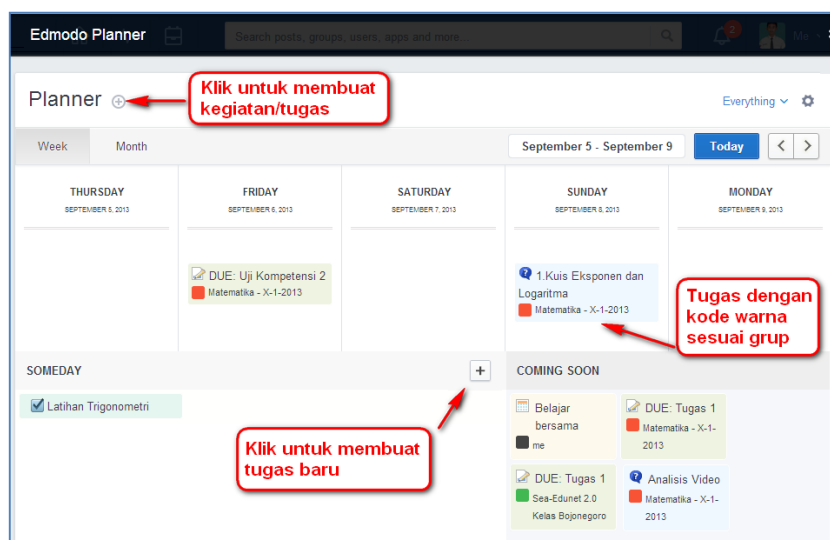 Edmodo Planner
Search posts, groups, users, apps and more...
2
Me
Planner
Klik untuk membuat
kegiatan/tugas
Everything
Week
Month
September 5 - September 9
Today
THURSDAY
SEPTEMBER 5, 2013
FRIDAY
SEPTEMBER 6, 2013
SATURDAY
SEPTEMBER 7, 2013
SUNDAY
SEPTEMBER 8, 2013
MONDAY
SEPTEMBER 9, 2013
DUE: Uji Kompetensi 2
Matematika - X-1-2013
1.Kuis Eksponen dan
Logaritma
Matematika - X-1-2013
Tugas dengan
kode warna
sesuai grup
SOMEDAY
+
Latihan Trigonometri
Klik untuk membuat
tugas baru
COMING SOON
Belajar
bersama
me
DUE: Tugas 1
Matematika - X-1-
2013
DUE: Tugas 1
Sea-Edunet 2.0
Kelas Bojonegoro
Analisis Video
Matematika - X-1-
2013